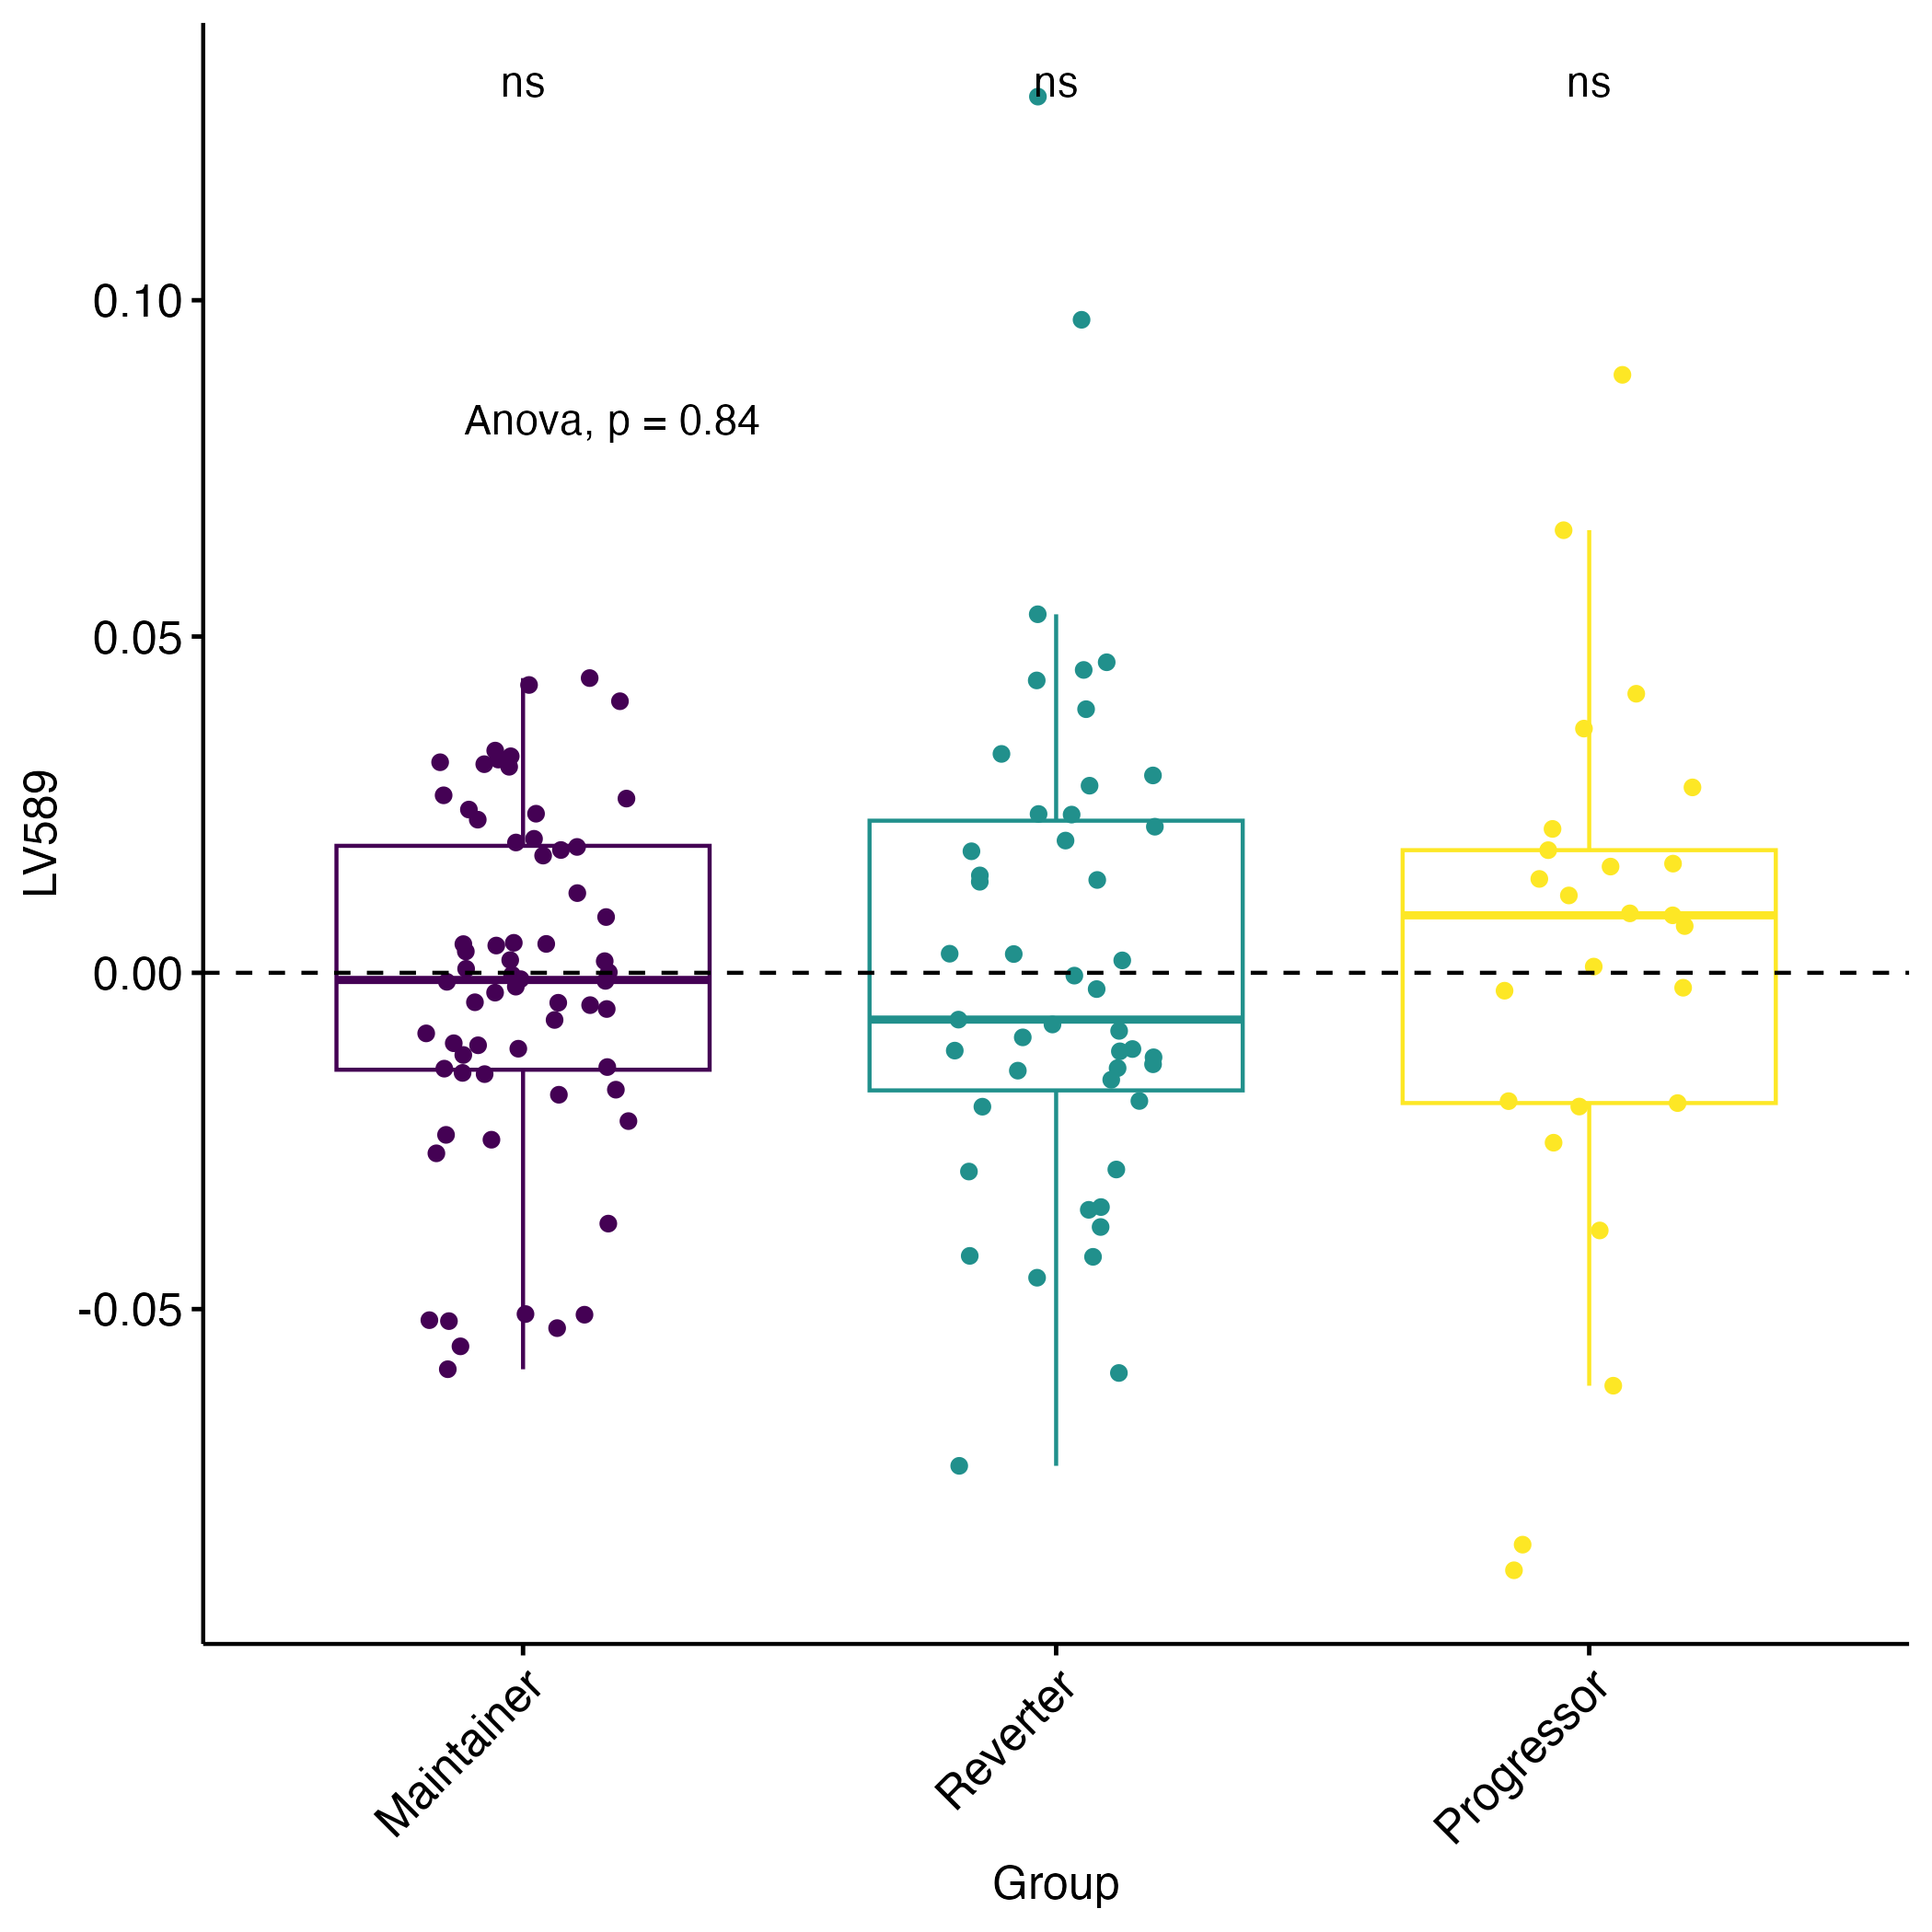 ns ns ns
0.10
Anova, p = 0.84
0.05
LV589
0.00
-0.05
Maintainer Reverter Progressor
Group